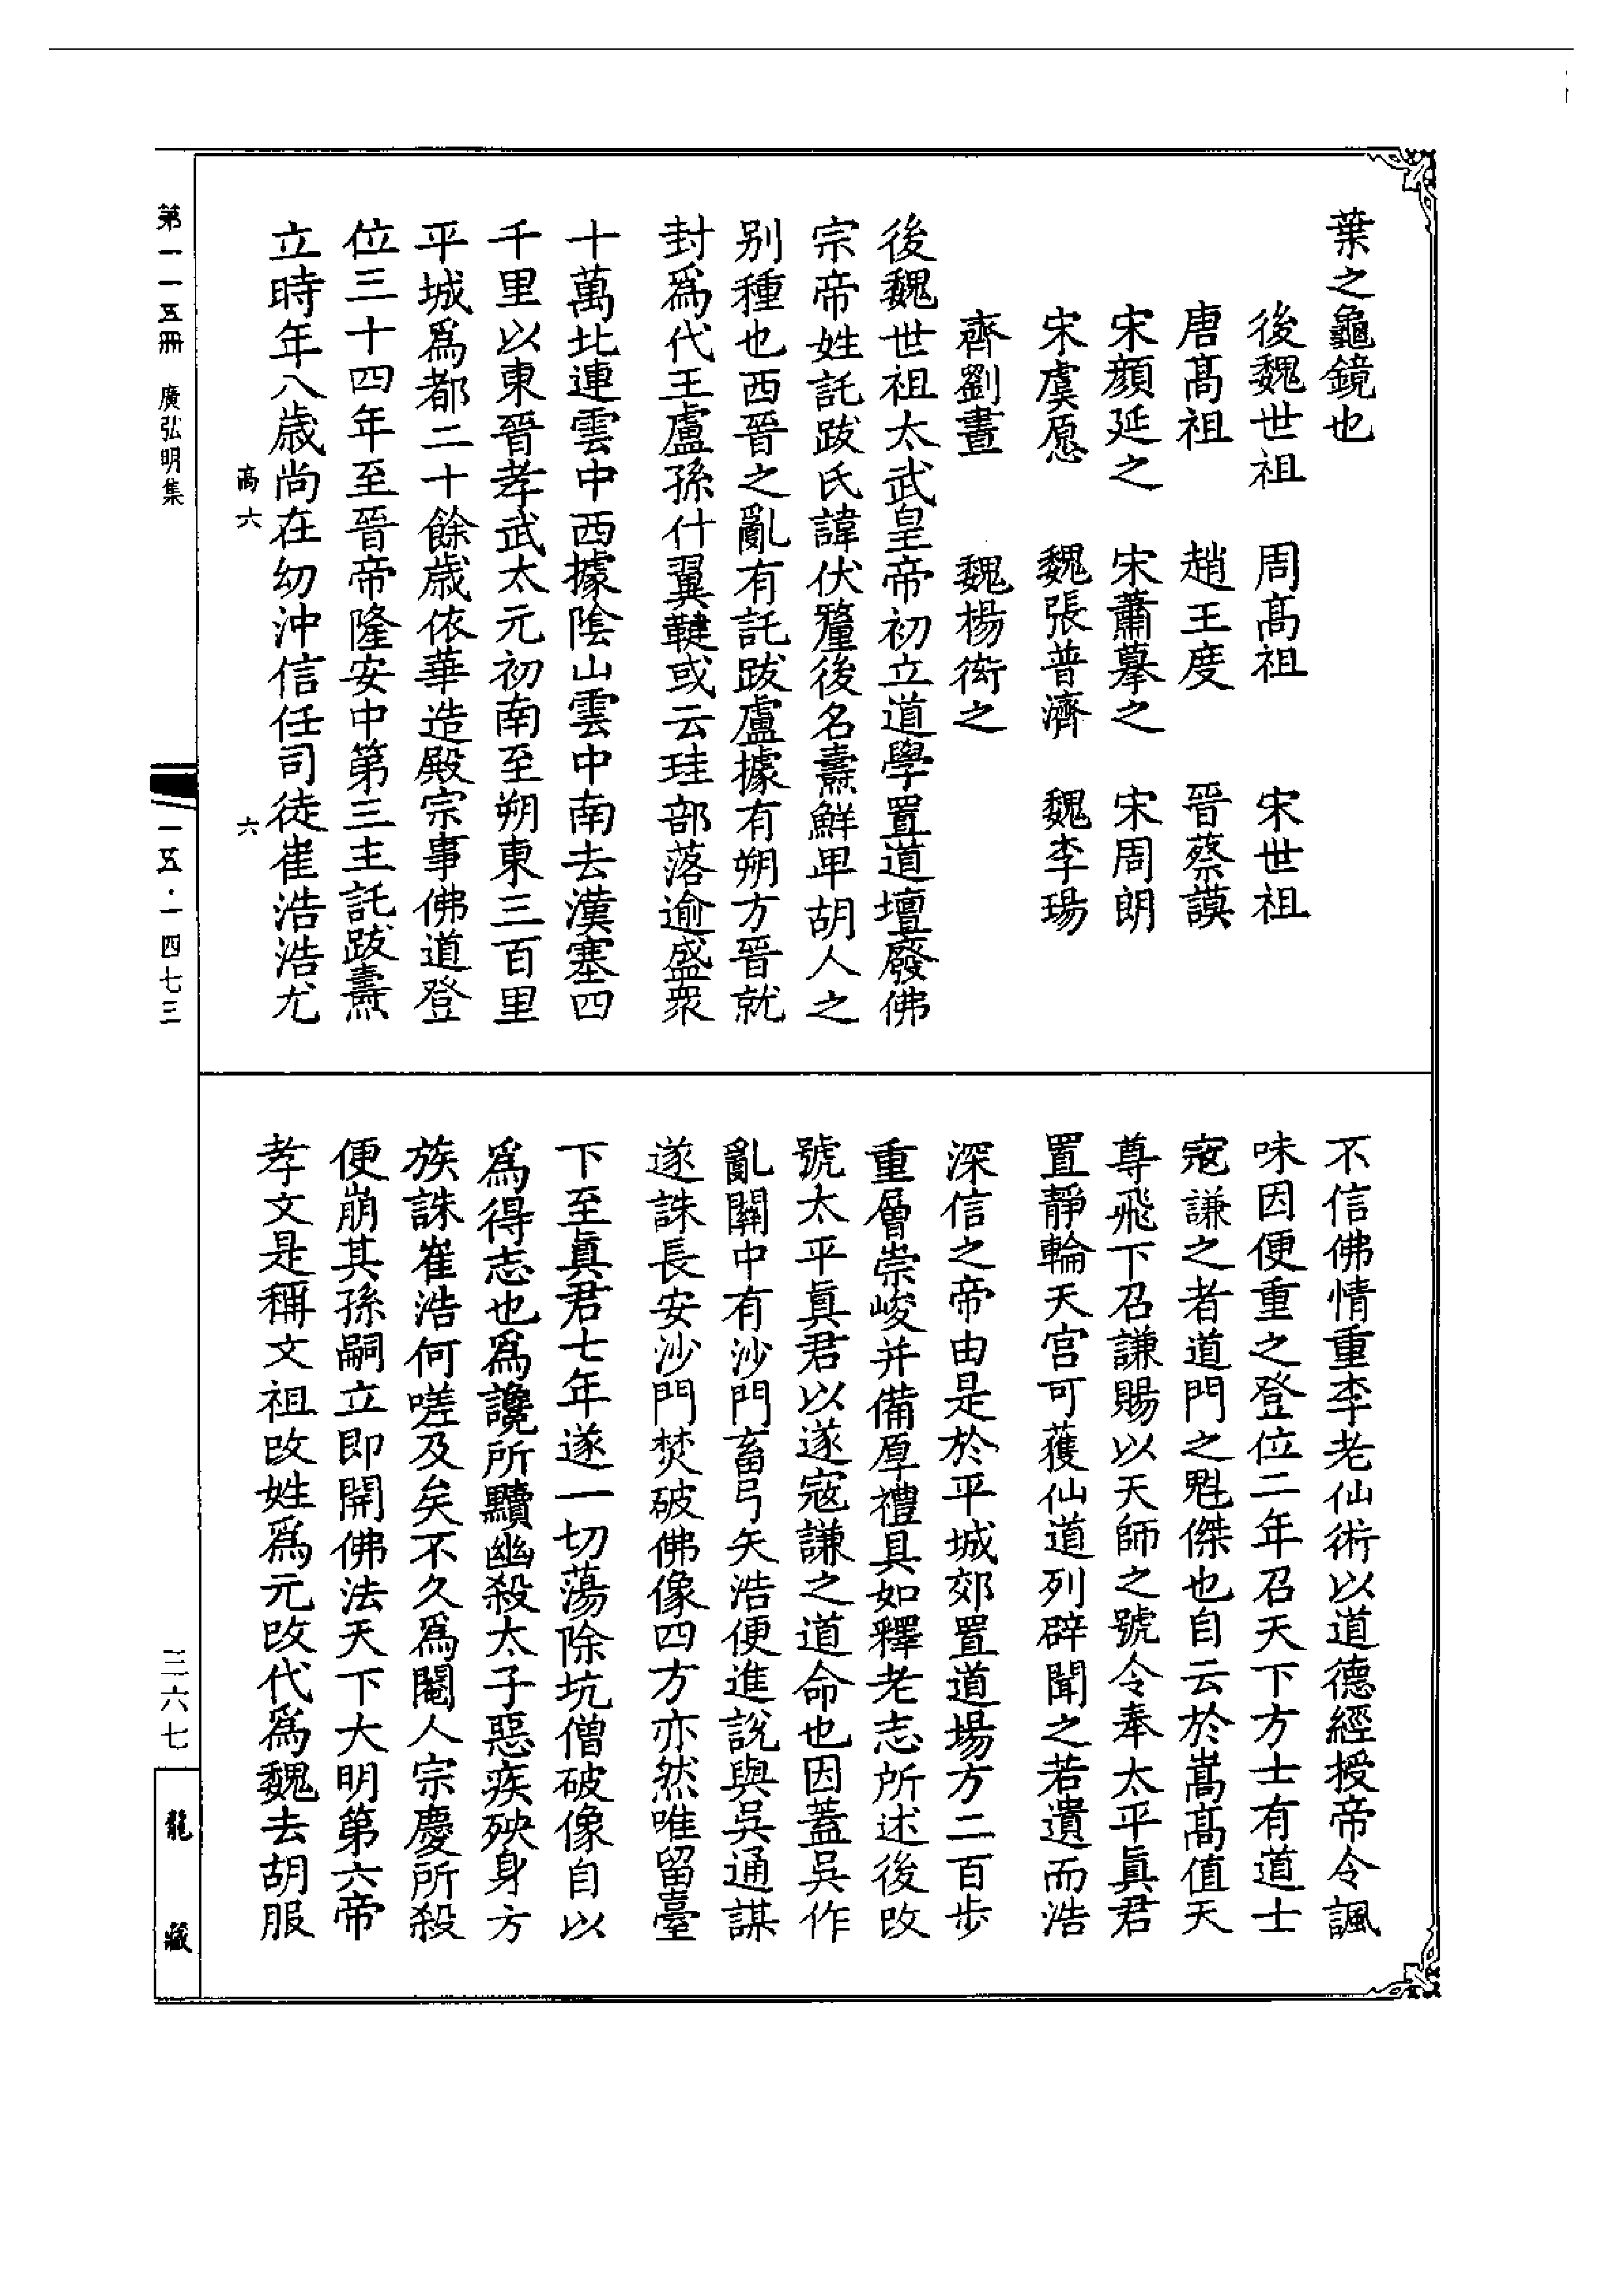 葉之龜鏡也
後魏世祖　周髙祖　宋世祖
唐髙祖　趙王度　晉蔡謨
宋顔延之　宋蕭摹之　宋周朗
宋虞愿　魏張普濟　魏李瑒
齊劉晝　魏楊衒之
後魏世祖太武皇帝初立道學置道壇廢佛
宗帝姓託跋氏諱伏釐後名燾鮮卑胡人之
别種也西晉之亂有託跋盧據有朔方晉就
封爲代王盧孫什翼鞬或云珪部落逾盛衆
十萬北連雲中西據隂山雲中南去漢塞四
千里以東晉孝武太元初南至朔東三百里
平城爲都二十餘歳依華造殿宗事佛道登
位三十四年至晉帝隆安中第三主託跋燾
立時年八歳尚在幼沖信任司徒崔浩浩尤
不信佛情重李老仙術以道德經授帝令諷
味因便重之登位二年召天下方士有道士
寇謙之者道門之魁傑也自云於嵩髙值天
尊飛下召謙賜以天師之號令奉太平眞君
置靜輪天宫可獲仙道列辟聞之若遺而浩
深信之帝由是於平城郊置道場方二百步
重層崇峻并備厚禮具如釋老志所述後改
號太平眞君以遂寇謙之道命也因蓋吳作
亂關中有沙門畜弓矢浩便進說與吳通謀
遂誅長安沙門焚破佛像四方亦然唯留臺
下至眞君七年遂一切蕩除坑僧破像自以
爲得志也爲讒所黷幽殺太子惡疾殃身方
族誅崔浩何嗟及矣不久爲閹人宗慶所殺
便崩其孫嗣立即開佛法天下大明第六帝
孝文是稱文祖改姓爲元改代爲魏去胡服
髙六　六
第一一五冊　廣弘明集
一一五·一四七三
三六七
龍藏